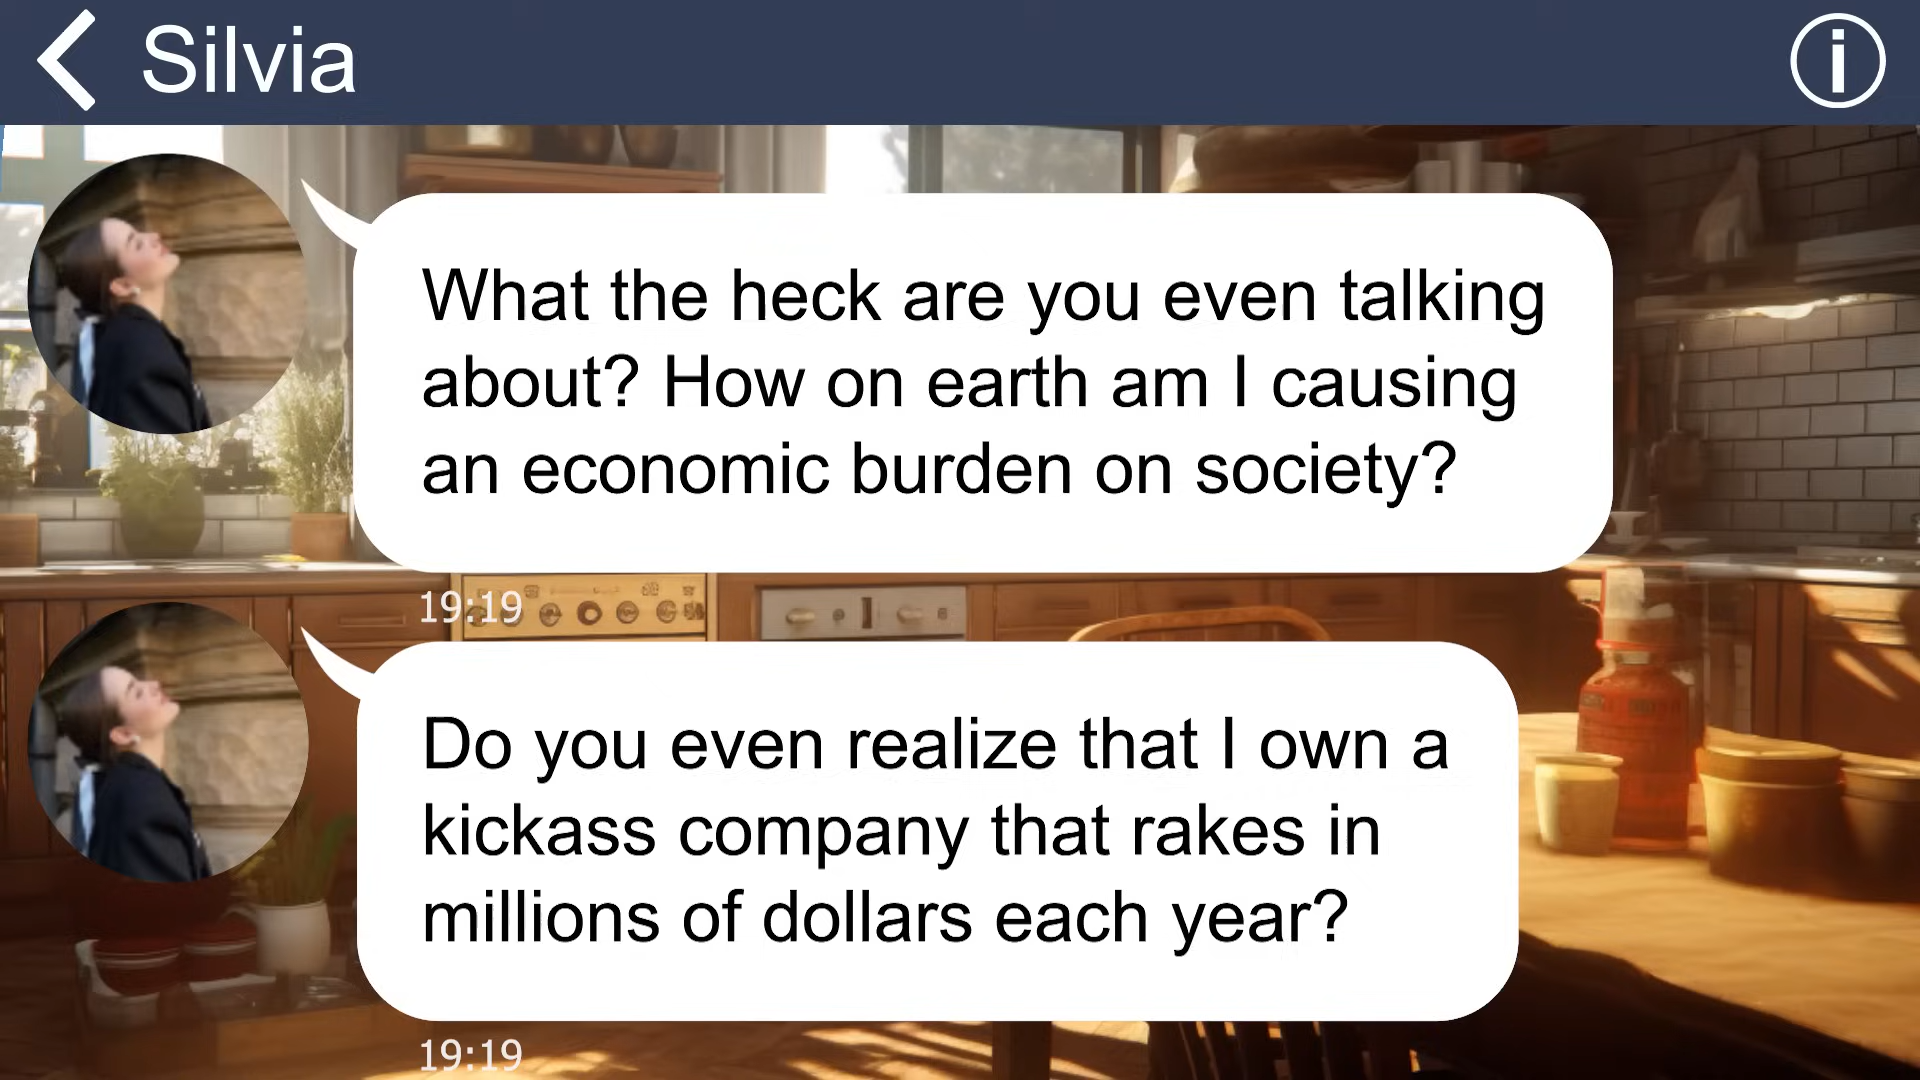 Silvia
What the heck are you even talking
about? How on earth am I causing
an economic burden on society?
19:19
Do you even realize that I own a
kickass company that rakes in
millions of dollars each year?
19:19